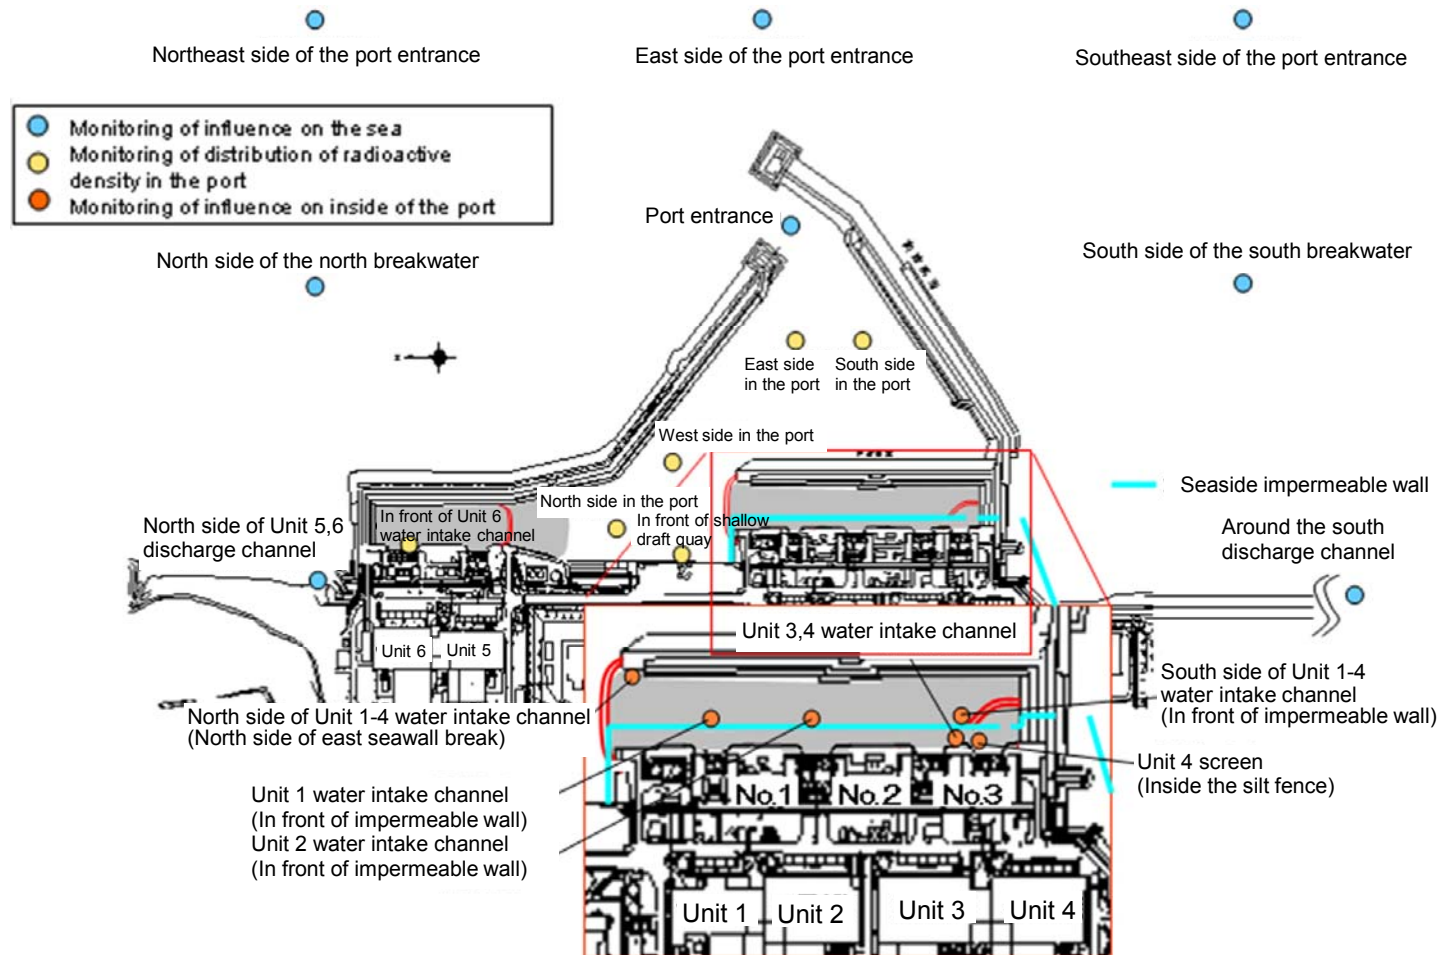 Northeast side of the port entrance
East side of the port entrance
Southeast side of the port entrance
Monitoring of influence on the sea
Monitoring of distribution of radioactive
density in the port
Monitoring of influence on inside of the port
Port entrance
North side of the north breakwater
South side of the south breakwater
East side
in the port
South side
in the port
West side in the port
North side in the port
In front of shallow
draft quay
In front of Unit 6
water intake channel
Seaside impermeable wall
North side of Unit 5,6
discharge channel
Around the south
discharge channel
Unit 6
Unit 5
Unit 3,4 water intake channel
South side of Unit 1-4
water intake channel
(In front of impermeable wall)
North side of Unit 1-4 water intake channel
(North side of east seawall break)
Unit 4 screen
(Inside the silt fence)
Unit 1 water intake channel
(In front of impermeable wall)
Unit 2 water intake channel
(In front of impermeable wall)
No.1
No.2
No.3
Unit 1
Unit 2
Unit 3
Unit 4